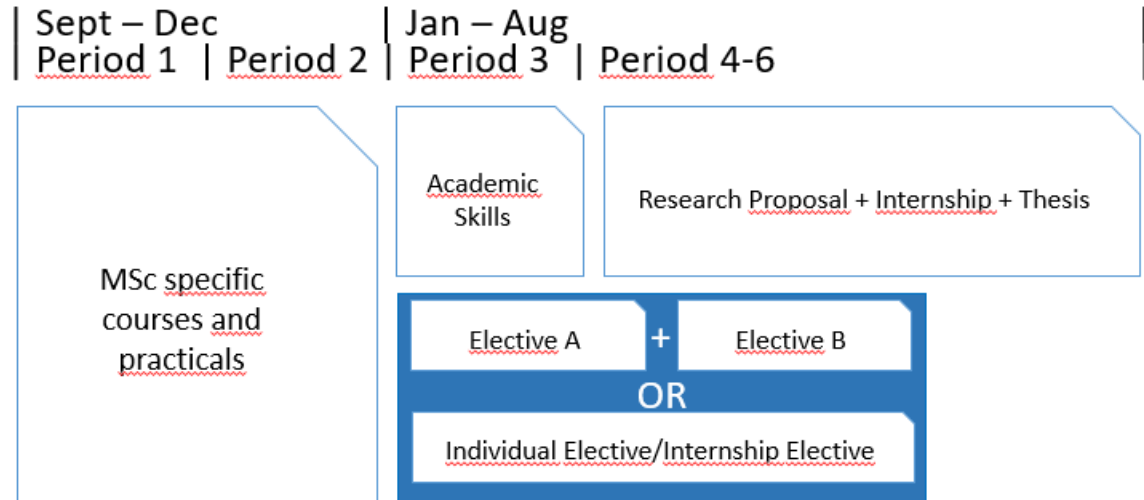 | Sept – Dec | Jan – Aug |
| Period 1 | Period 2 | Period 3 | Period 4-6
MSc specific
courses and
practicals
Academic
Skills
Research Proposal + Internship + Thesis
Elective A + Elective B
OR
Individual Elective/Internship Elective